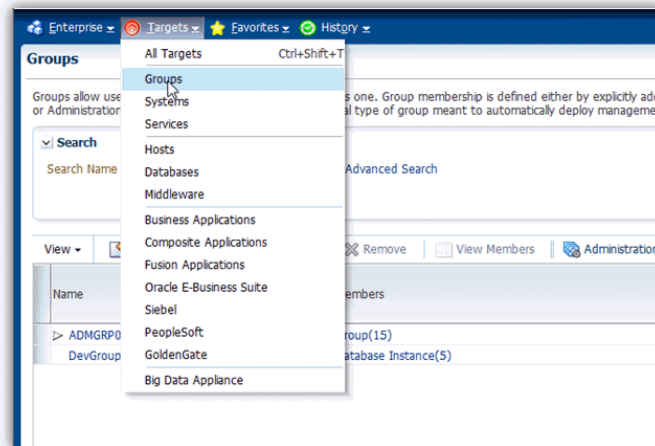 Enterprise Targets Favorites History
Groups
All Targets Ctrl+Shift+T
Groups
Systems
Services
Hosts
Databases
Middleware
Business Applications
Composite Applications
Fusion Applications
Oracle E-Business Suite
Siebel
PeopleSoft
GoldenGate
Big Data Appliance
Groups allow use s one. Group membership is defined either by explicitly ad
or Administration al type of group meant to automatically deploy manageme
Search
Search Name Advanced Search
View Remove View Members Administration
Name embers
ADMGRP0 roup(15)
DevGroup atabase Instance(5)